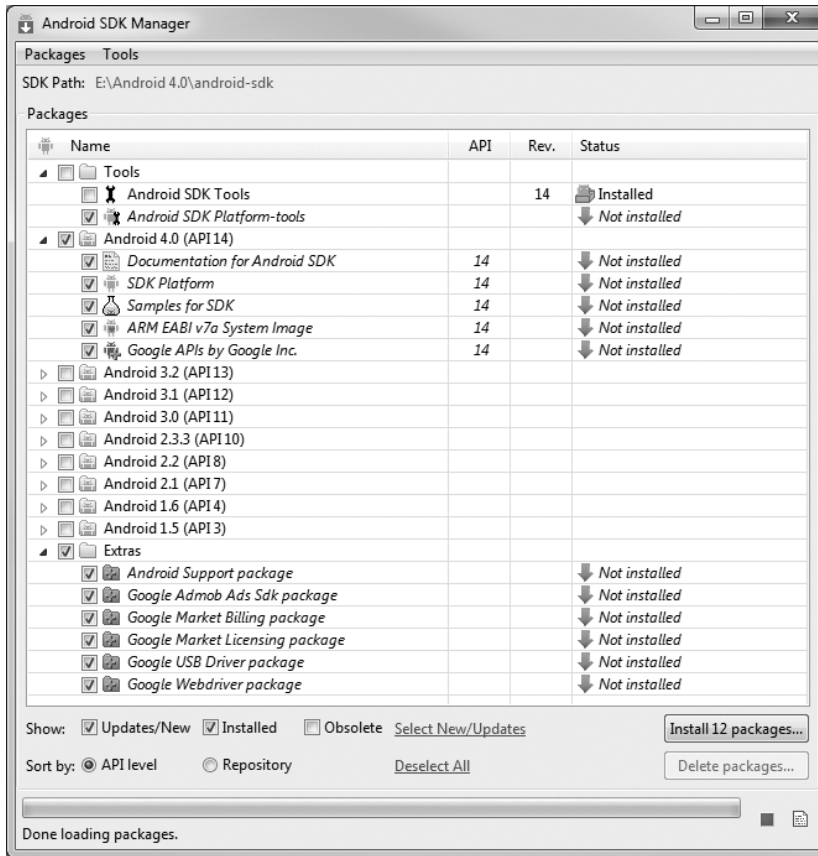 Android SDK Manager
Packages Tools
SDK Path: E:\Android 4.0\android-sdk
Packages
Name API Rev. Status
Tools
Android SDK Tools 14 Installed
Android SDK Platform-tools Not installed
Android 4.0 (API 14)
Documentation for Android SDK 14 Not installed
SDK Platform 14 Not installed
Samples for SDK 14 Not installed
ARM EABI v7a System Image 14 Not installed
Google APIs by Google Inc. 14 Not installed
Android 3.2 (API 13)
Android 3.1 (API 12)
Android 3.0 (API 11)
Android 2.3.3 (API 10)
Android 2.2 (API 8)
Android 2.1 (API 7)
Android 1.6 (API 4)
Android 1.5 (API 3)
Extras
Android Support package Not installed
Google Admob Ads Sdk package Not installed
Google Market Billing package Not installed
Google Market Licensing package Not installed
Google USB Driver package Not installed
Google Webdriver package Not installed
Show: Updates/New Installed Obsolete Select New/Updates Install 12 packages...
Sort by: API level Repository Deselect All Delete packages...
Done loading packages.